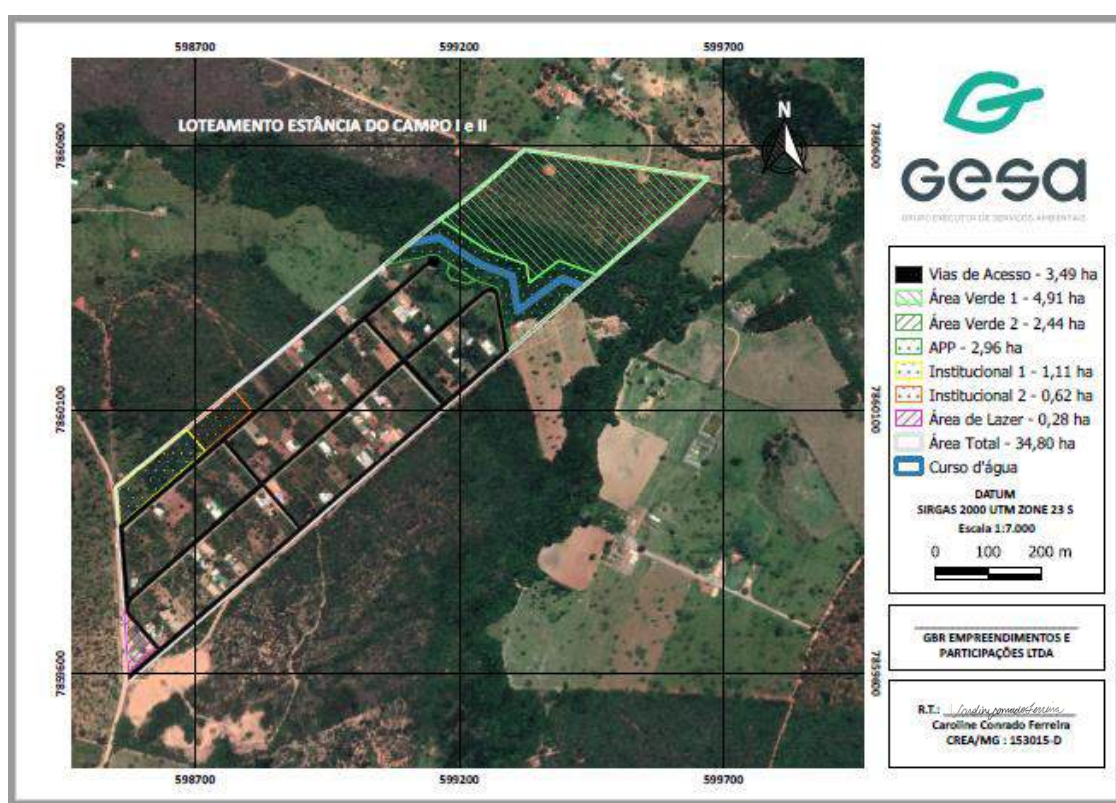 598700 599200 599700
LOTEAMENTO ESTÂNCIA DO CAMPO I e II
N
7860600 7860600
7860100 7860100
7859600 7859600
598700 599200 599700
Gesa
GRUPO EXECUTOR DE SERVIÇOS AMBIENTAIS
Vias de Acesso - 3,49 ha
Área Verde 1 - 4,91 ha
Área Verde 2 - 2,44 ha
APP - 2,96 ha
Institucional 1 - 1,11 ha
Institucional 2 - 0,62 ha
Área de Lazer - 0,28 ha
Área Total - 34,80 ha
Curso d'água
DATUM
SIRGAS 2000 UTM ZONE 23 S
Escala 1:7.000
0 100 200 m
GBR EMPREENDIMENTOS E
PARTICIPAÇÕES LTDA
R.T.:
Caroline Conrado Ferreira
CREA/MG : 153015-D